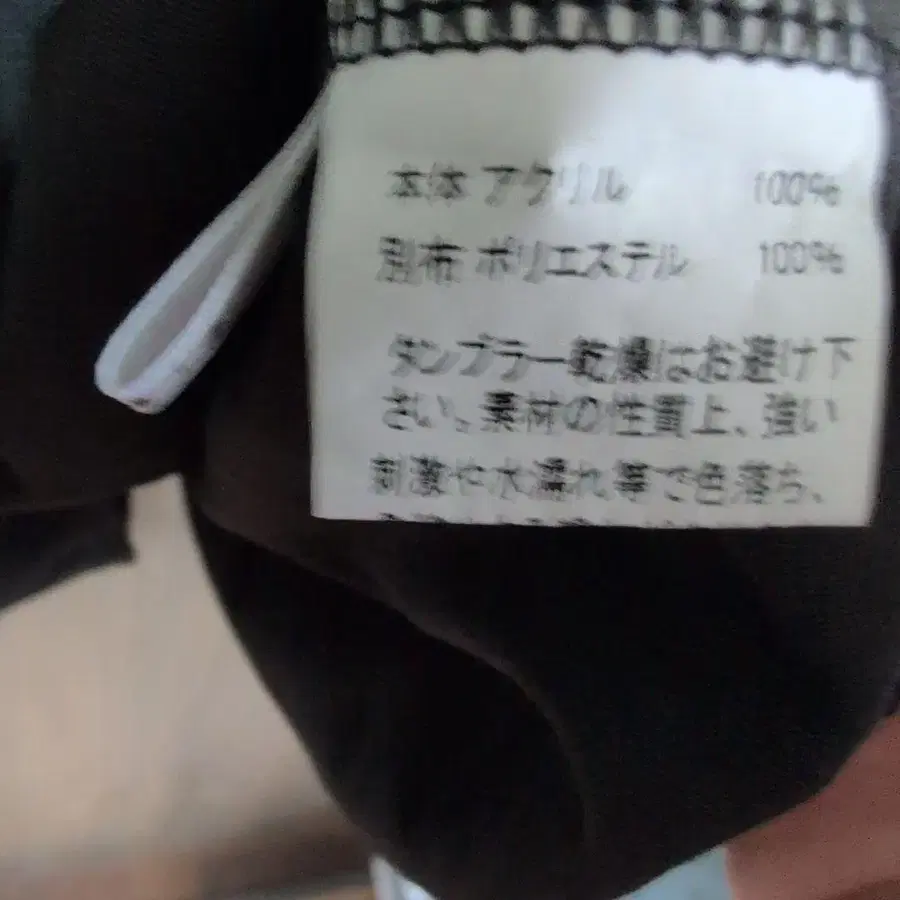 本体 アクリル 100%
別布 ポリエステル 100%
タンブラー乾燥はお避け下
さい。素材の性質上、強い
刺激や水濡れ等で色落ち、